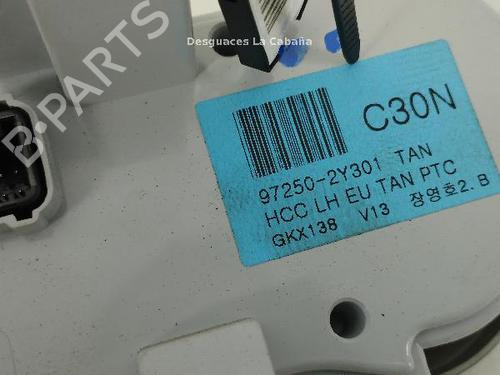 Desguaces La Cabaña
C30N
97250-2Y301 TAN
HCC LH EU TAN PTC
GKX138 V13 장영호2. B
B-PARTS